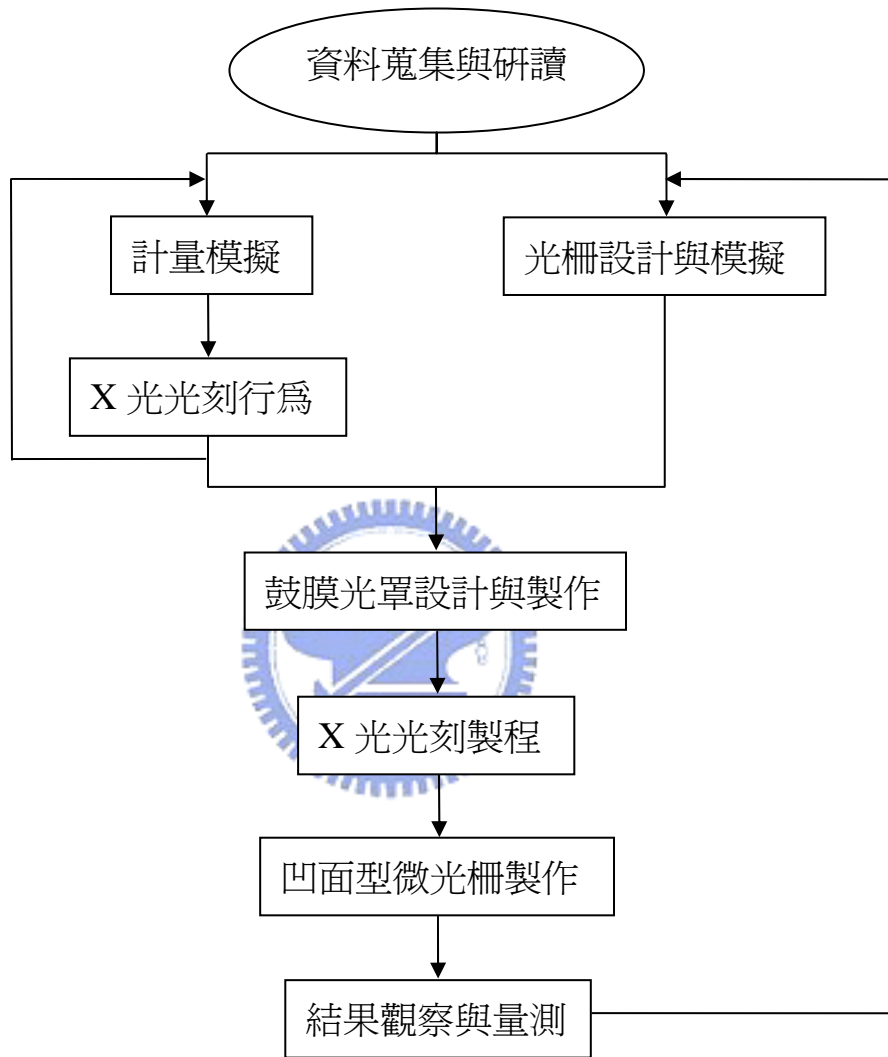 資料蒐集與研讀
計量模擬
光柵設計與模擬
X 光光刻行為
鼓膜光罩設計與製作
X 光光刻製程
凹面型微光柵製作
結果觀察與量測